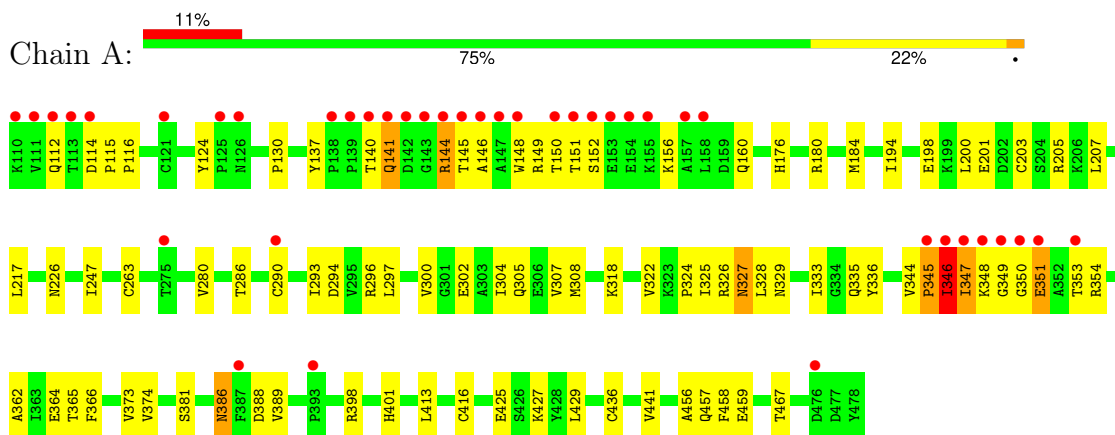 11%
Chain A:
75% 22% •
K110 V111 Q112 T113 D114 P115 P116 C121 Y124 P125 N126 P130 Y137 P138 P139 T140 Q141 D142 G143 R144 T145 A146 A147 W148 R149 T150 T151 S152 E153 E154 K155 K156 A157 L158 D159 Q160 H176 R180 M184 I194 E198 K199 L200 E201 D202 C203 S204 R205 K206 L207
L217 N226 I247 C263 T275 V280 T286 C290 I293 D294 V295 R296 L297 V300 G301 E302 A303 I304 Q305 E306 V307 M308 K318 V322 K323 P324 I325 R326 N327 L328 N329 I333 G334 Q335 Y336 V344 P345 I346 I347 K348 G349 G350 E351 A352 T353 R354
A362 I363 E364 T365 F366 V373 V374 S381 N386 F387 D388 V389 P393 R398 H401 L413 C416 E425 S426 K427 Y428 L429 C436 V441 A456 Q457 F458 E459 T467 D476 D477 Y478